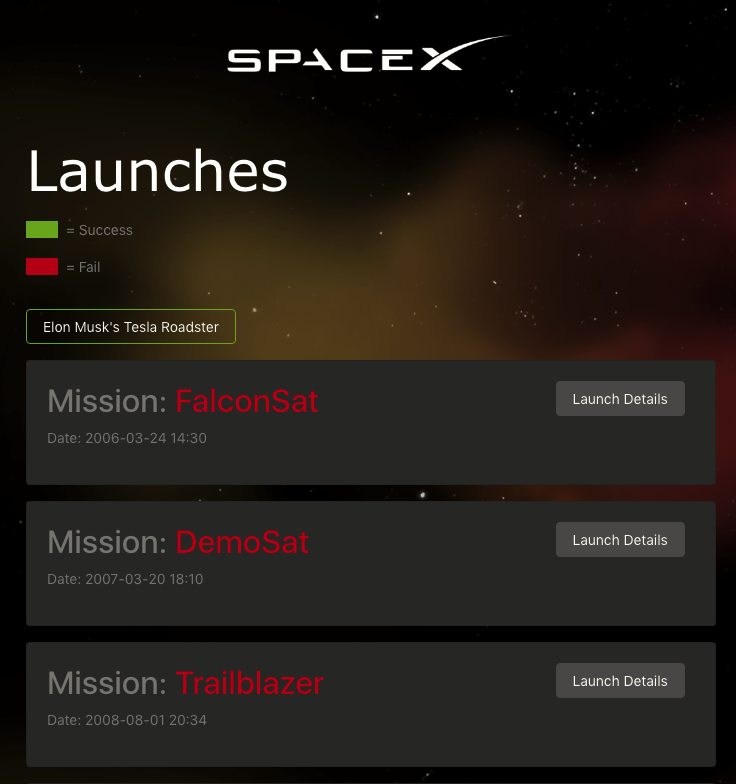 SPACEX
Launches
= Success
= Fail
Elon Musk's Tesla Roadster
Mission: FalconSat
Launch Details
Date: 2006-03-24 14:30
Mission: DemoSat
Launch Details
Date: 2007-03-20 18:10
Mission: Trailblazer
Launch Details
Date: 2008-08-01 20:34